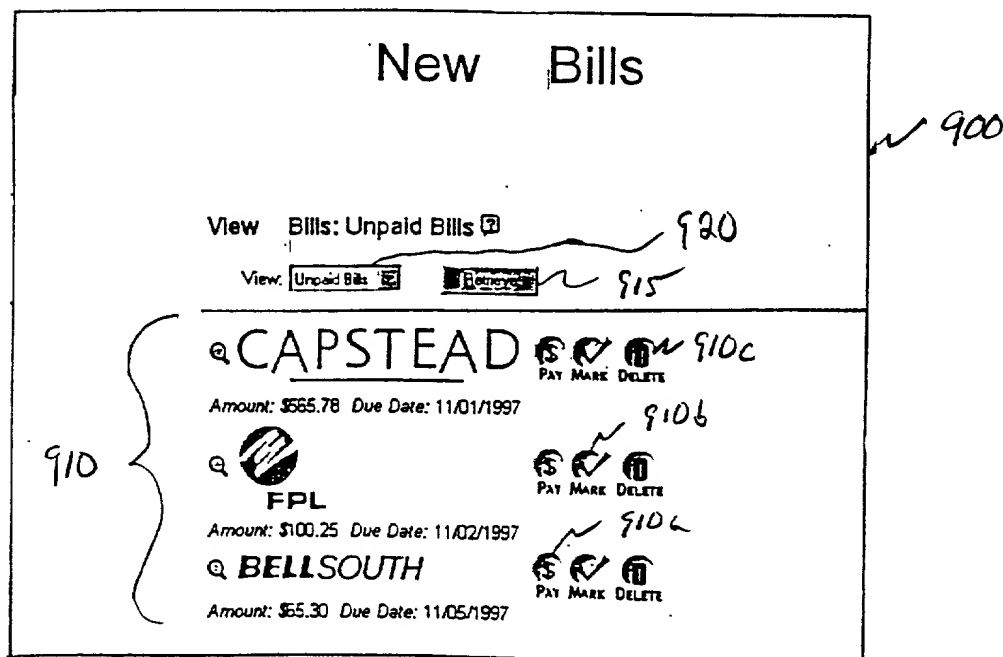 New Bills
900
View Bills: Unpaid Bills ?
920
View: Unpaid Bills Retrieve
915
CAPSTEAD
PAY MARK DELETE
910c
Amount: $565.78 Due Date: 11/01/1997
910b
910
FPL
PAY MARK DELETE
Amount: $100.25 Due Date: 11/02/1997
910a
BELLSOUTH
PAY MARK DELETE
Amount: $65.30 Due Date: 11/05/1997